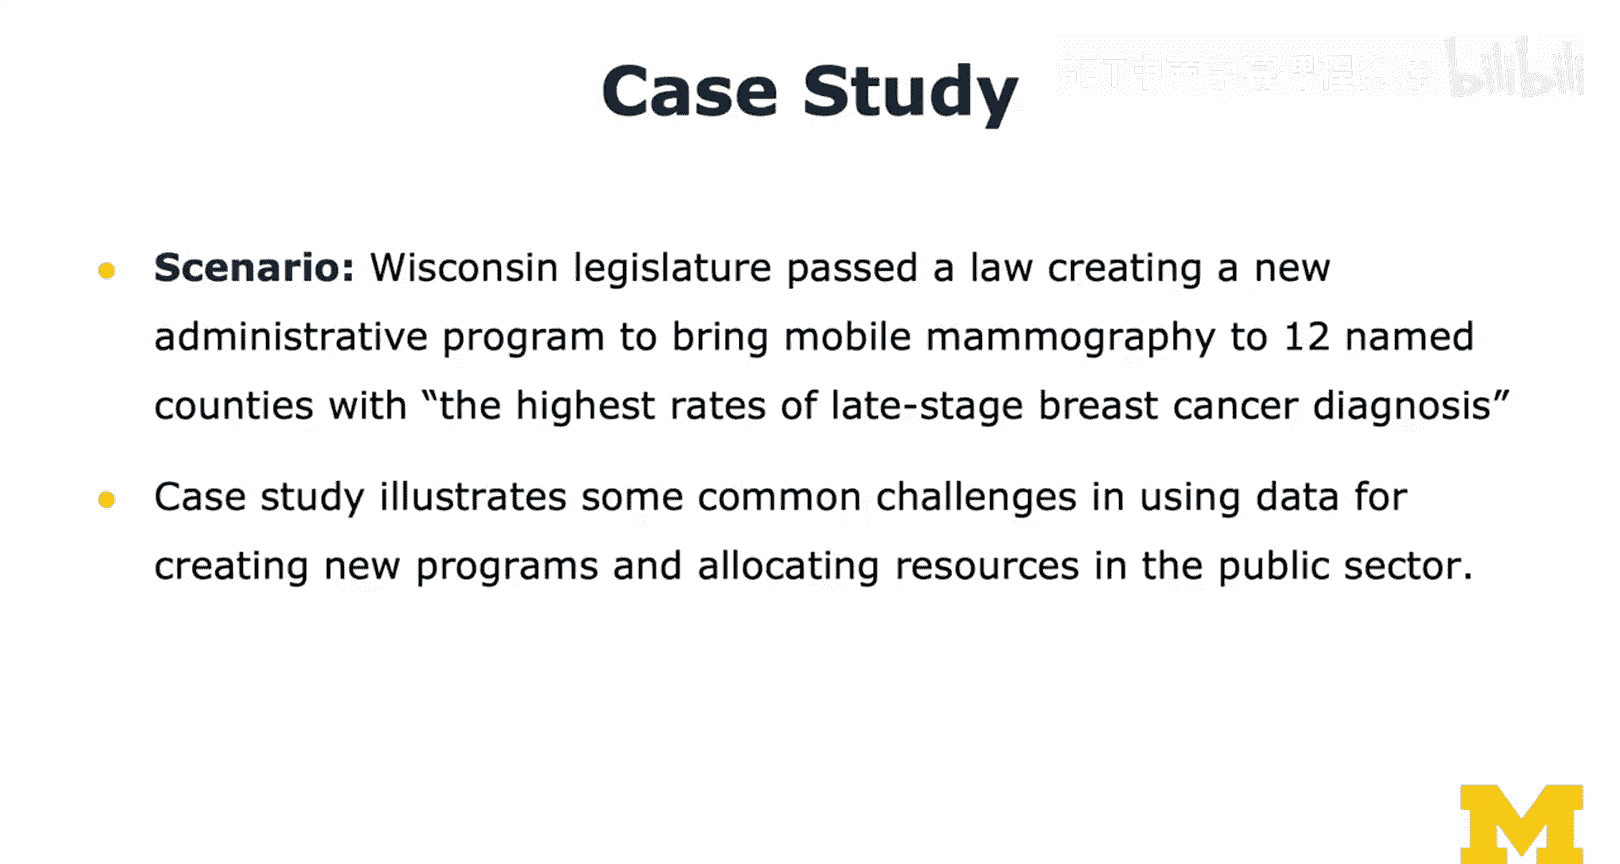 Case Study
bilibili
• Scenario: Wisconsin legislature passed a law creating a new
administrative program to bring mobile mammography to 12 named
counties with “the highest rates of late-stage breast cancer diagnosis”
• Case study illustrates some common challenges in using data for
creating new programs and allocating resources in the public sector.
M